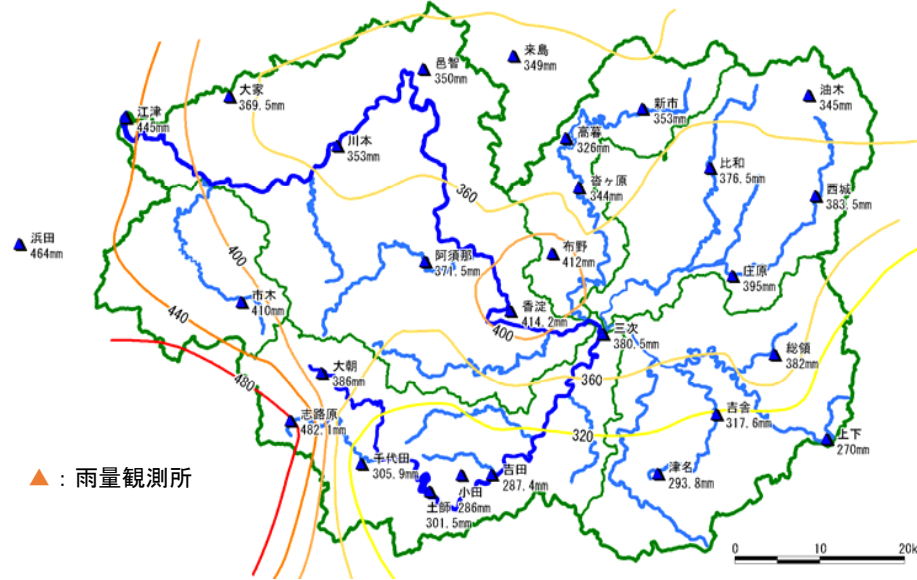 来島
349mm
邑智
350mm
大家
369.5mm
江津
445mm
川本
353mm
新市
353mm
油木
345mm
高暮
326mm
比和
376.5mm
沓ヶ原
344mm
西城
383.5mm
360
浜田
464mm
400
布野
412mm
阿須那
371.5mm
庄原
395mm
市木
410mm
440
香淀
414.2mm
400
三次
380.5mm
総領
382mm
480
大朝
386mm
360
志路原
482.1mm
吉舎
317.6mm
320
上下
270mm
千代田
305.9mm
吉田
287.4mm
津名
293.8mm
小田
286mm
土師
301.5mm
：雨量観測所
0 10 20k